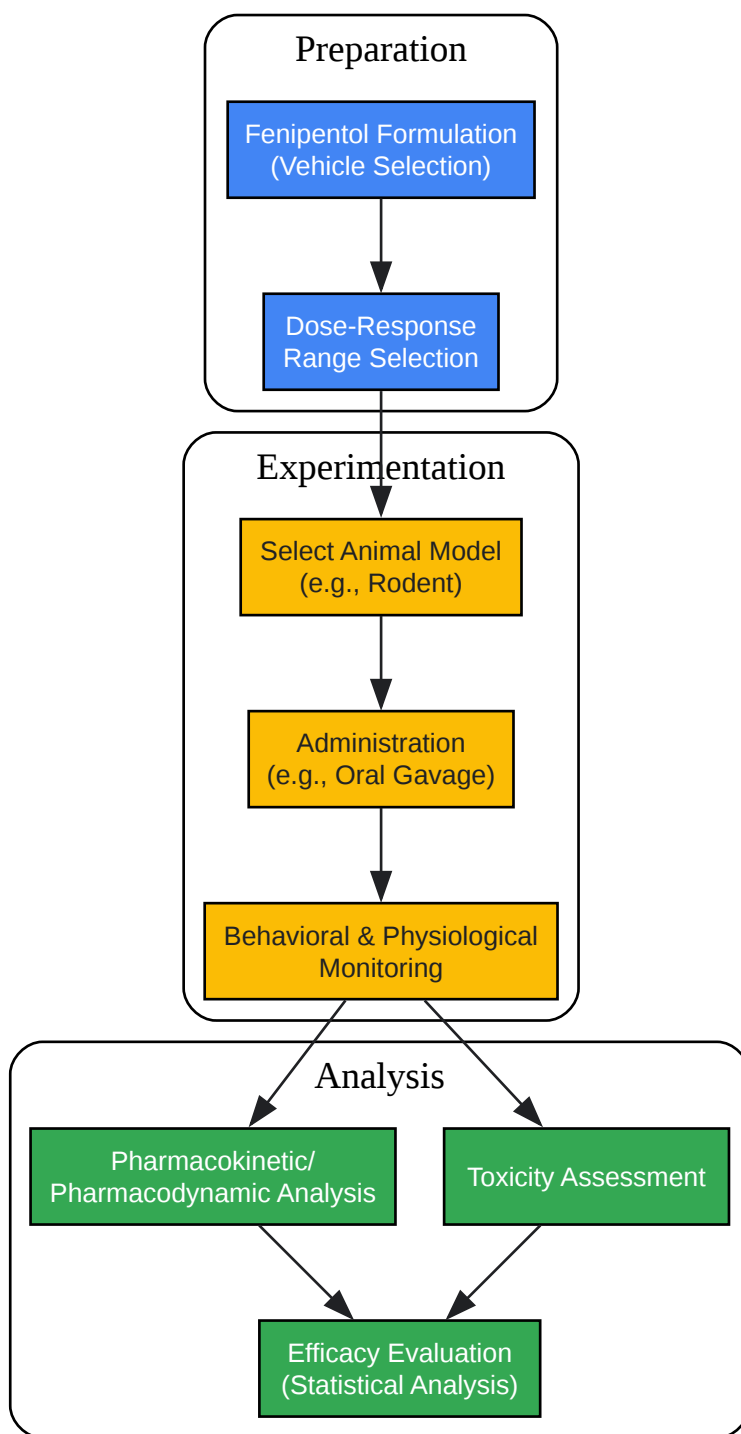 Preparation
Fenipentol Formulation
(Vehicle Selection)
Dose-Response
Range Selection
Experimentation
Select Animal Model
(e.g., Rodent)
Administration
(e.g., Oral Gavage)
Behavioral & Physiological
Monitoring
Analysis
Pharmacokinetic/
Pharmacodynamic Analysis
Toxicity Assessment
Efficacy Evaluation
(Statistical Analysis)